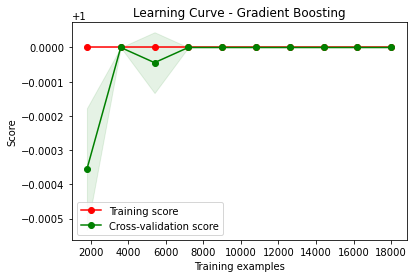 Learning Curve - Gradient Boosting
+1
0.0000
−0.0001
−0.0002
−0.0003
−0.0004
−0.0005
Score
Training score
Cross-validation score
2000 4000 6000 8000 10000 12000 14000 16000 18000
Training examples